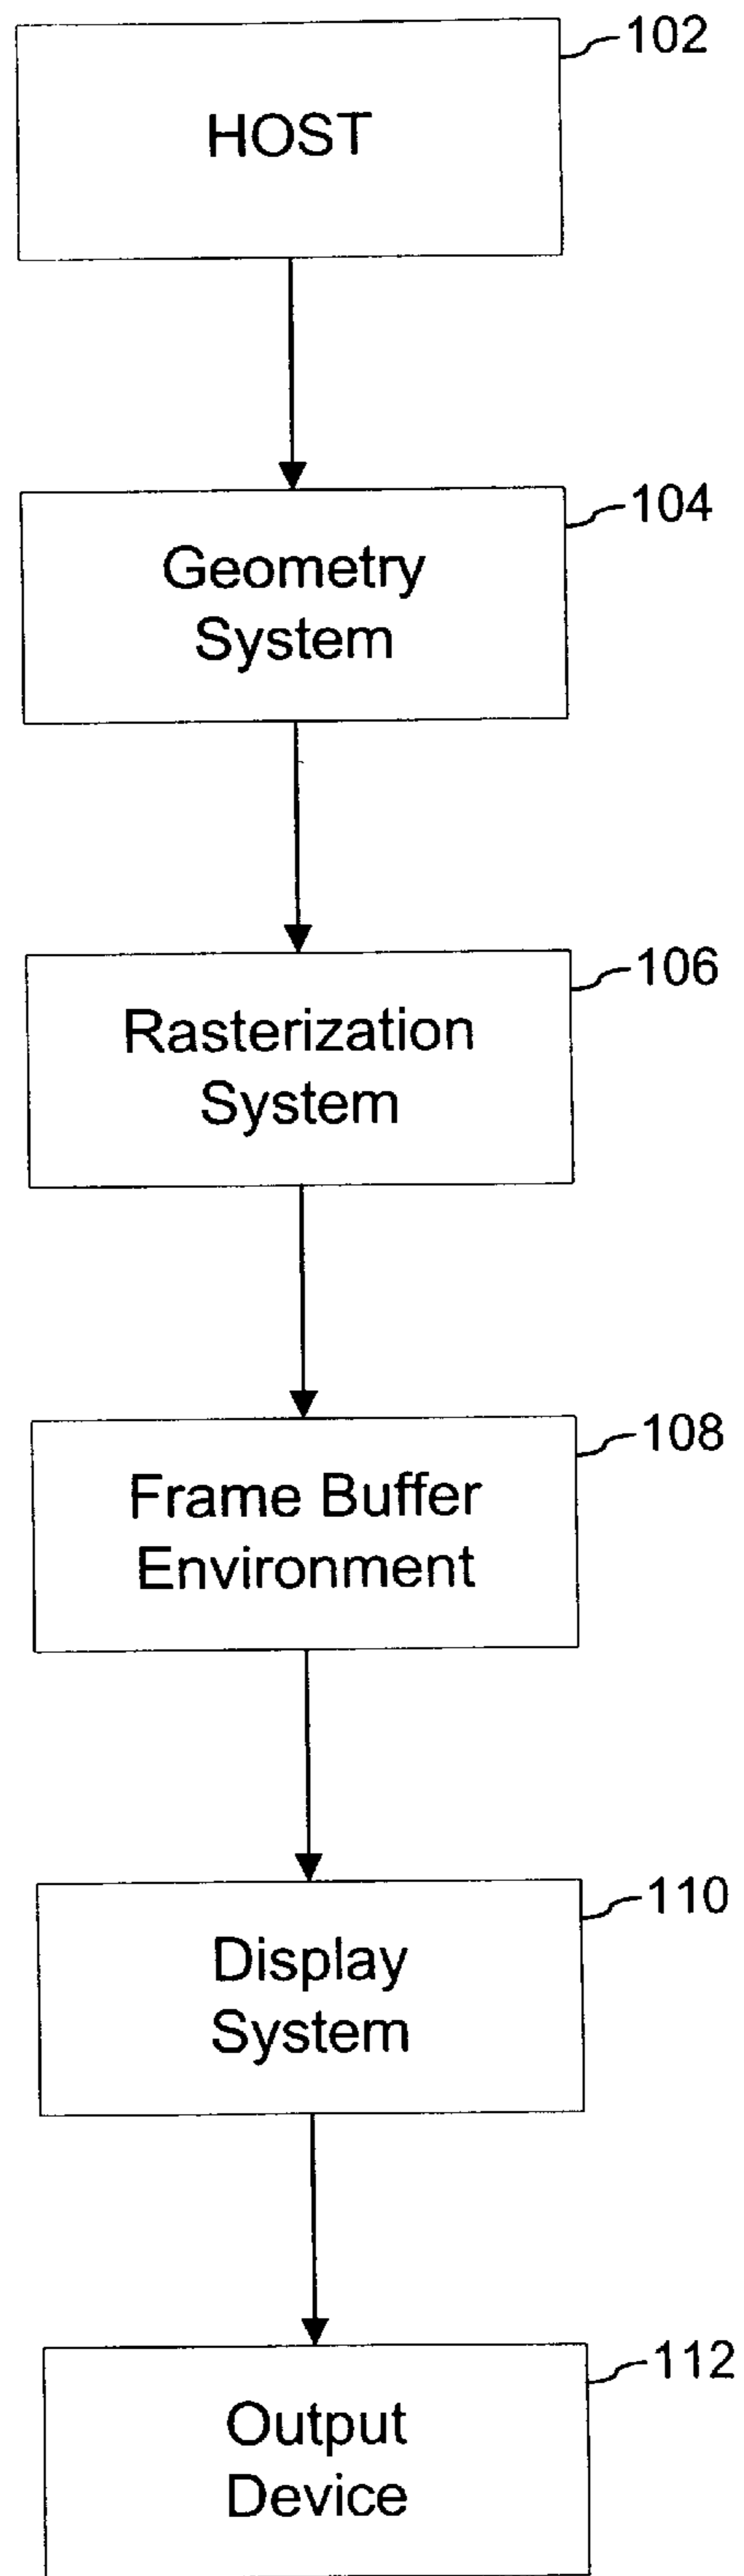 102
HOST
104
Geometry
System
106
Rasterization
System
108
Frame Buffer
Environment
110
Display
System
112
Output
Device